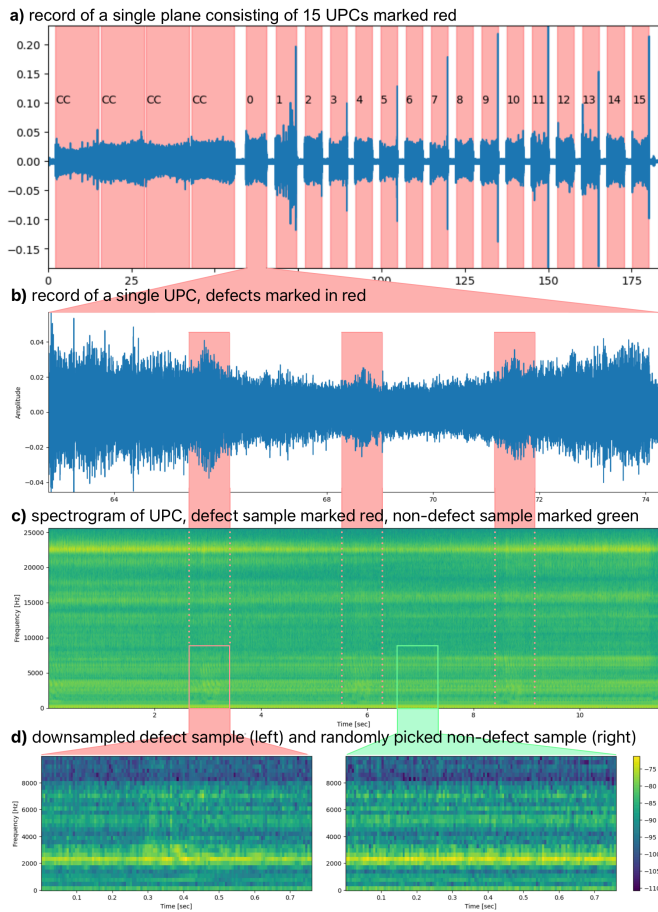 a) record of a single plane consisting of 15 UPCs marked red
0.20
0.15
0.10
0.05
0.00
−0.05
−0.10
−0.15
CC CC CC CC 0 1 2 3 4 5 6 7 8 9 10 11 12 13 14 15
0 25 100 125 150 175
b) record of a single UPC, defects marked in red
0.04
0.02
0.00
−0.02
−0.04
Amplitude
64 66 68 70 72 74
c) spectrogram of UPC, defect sample marked red, non-defect sample marked green
25000
20000
15000
10000
5000
0
Frequency [Hz]
2 4 6 8 10
Time [sec]
d) downsampled defect sample (left) and randomly picked non-defect sample (right)
8000
6000
4000
2000
0
Frequency [Hz]
0.1 0.2 0.3 0.4 0.5 0.6 0.7
Time [sec]
8000
6000
4000
2000
0
Frequency [Hz]
0.1 0.2 0.3 0.4 0.5 0.6 0.7
Time [sec]
−75
−80
−85
−90
−95
−100
−105
−110